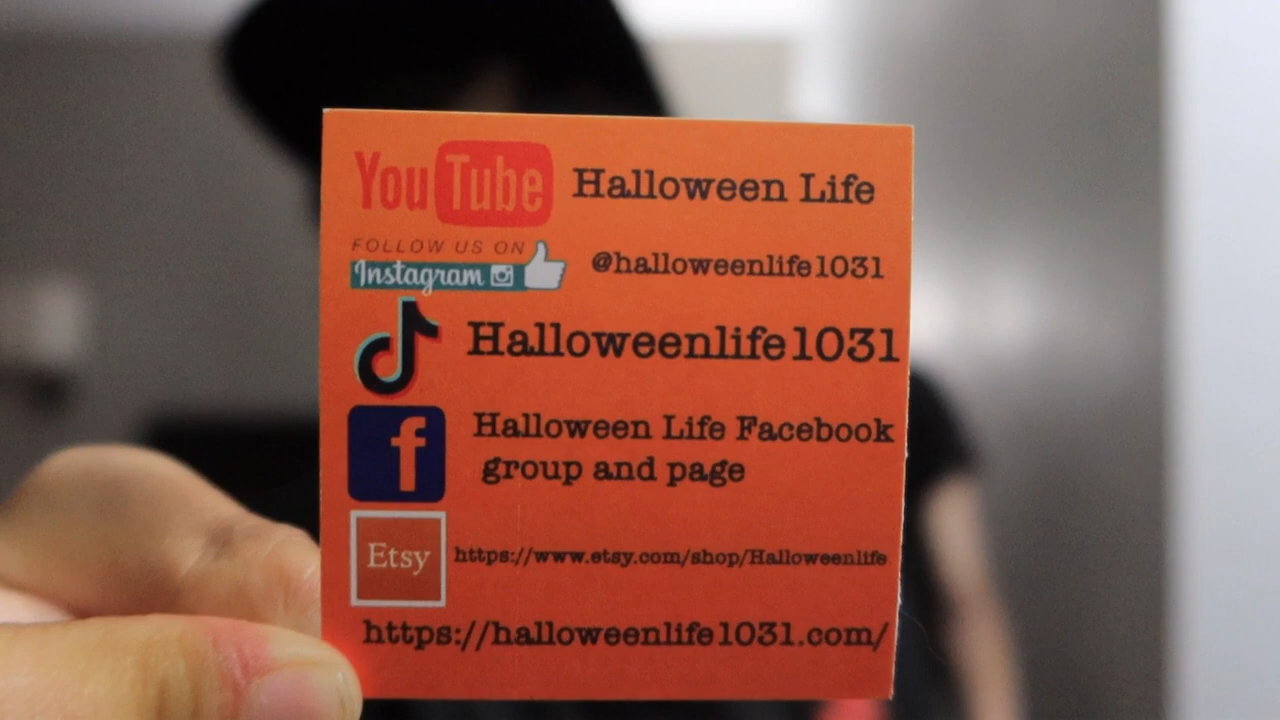 YouTube Halloween Life
FOLLOW US ON
Instagram @halloweenlife1031
Halloweenlife1031
f Halloween Life Facebook
group and page
Etsy https://www.etsy.com/shop/Halloweenlife
https://halloweenlife1031.com/